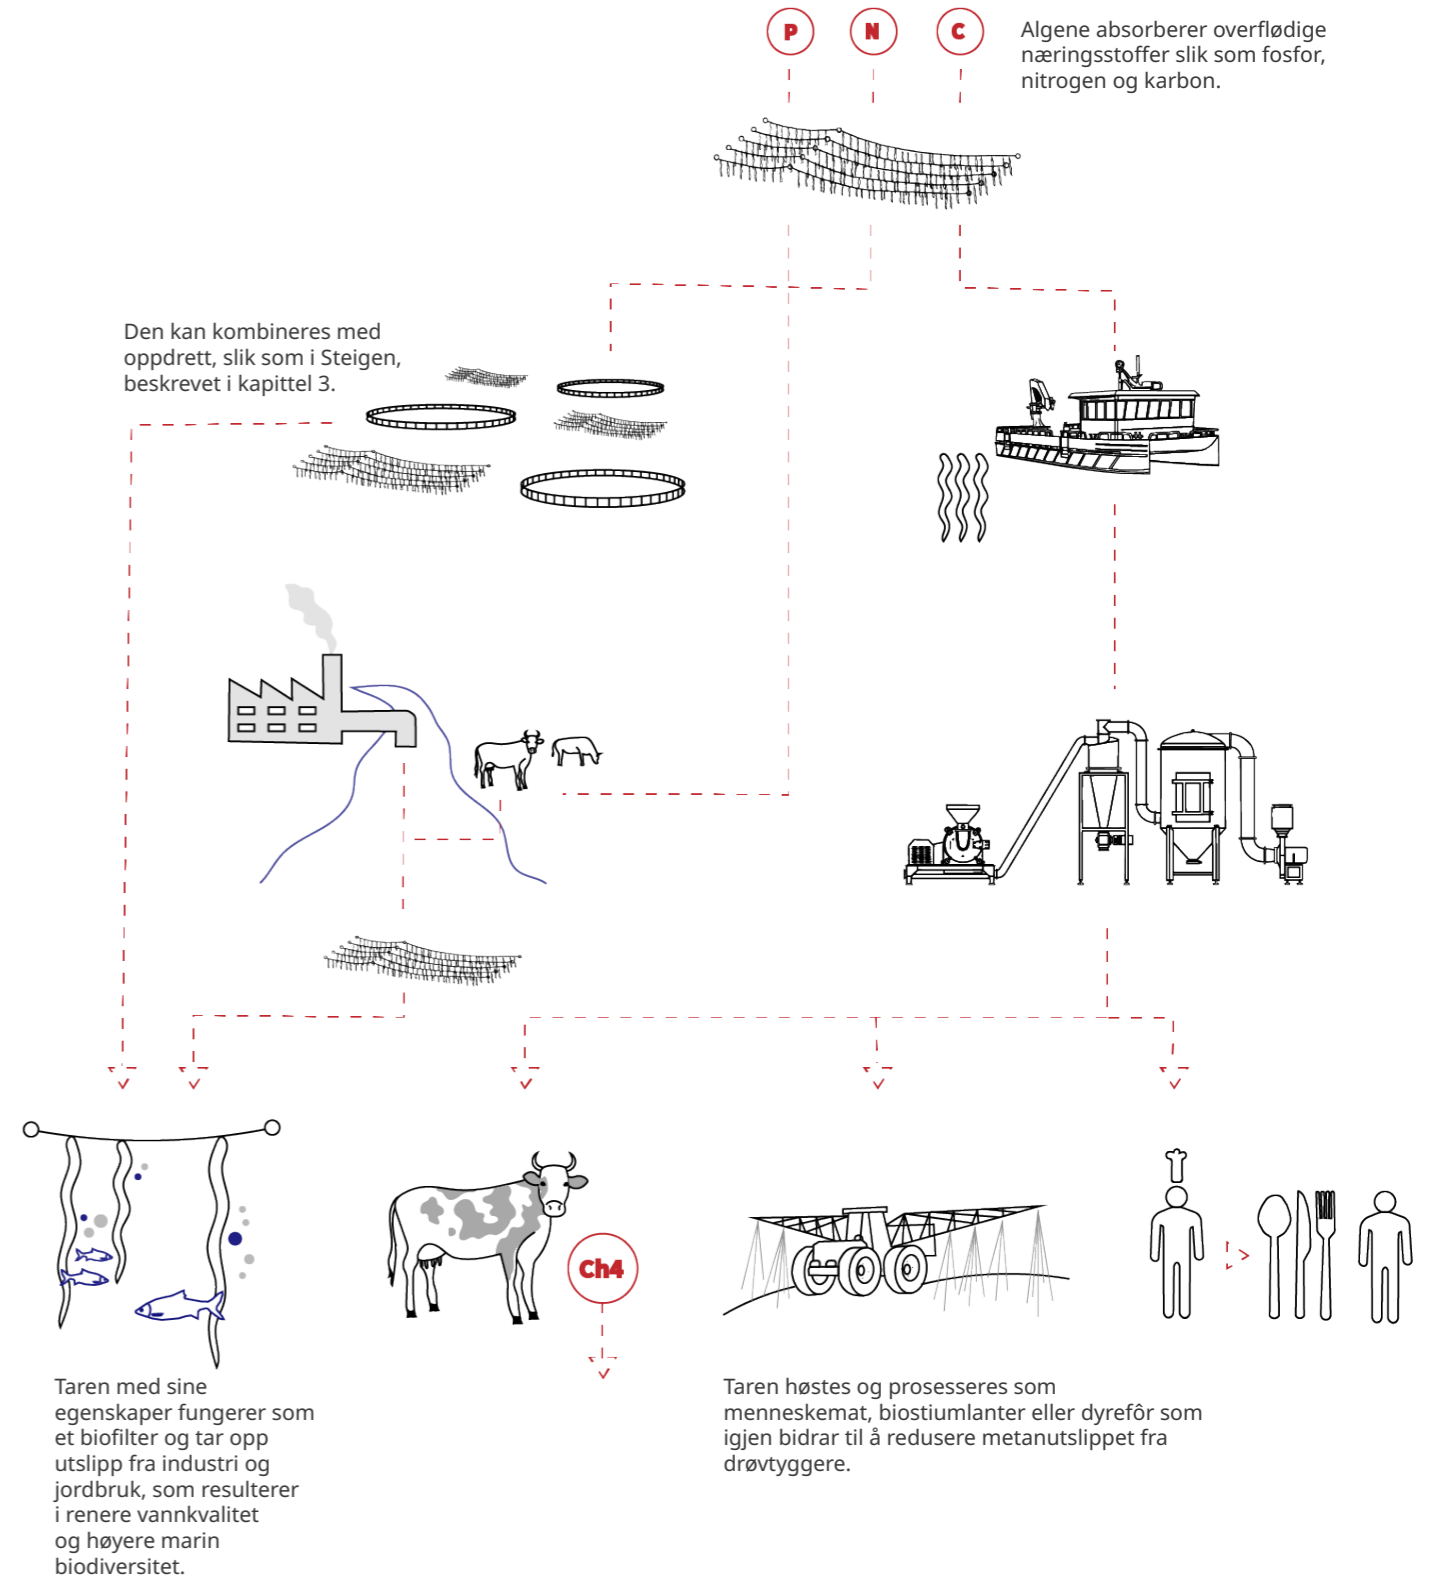 P N C
Algene absorberer overflødige
næringsstoffer slik som fosfor,
nitrogen og karbon.
Den kan kombineres med
oppdrett, slik som i Steigen,
beskrevet i kapittel 3.
Ch4
Taren med sine
egenskaper fungerer som
et biofilter og tar opp
utslipp fra industri og
jordbruk, som resulterer
i renere vannkvalitet
og høyere marin
biodiversitet.
Taren høstes og prosesseres som
menneskemat, biostiumlanter eller dyrefôr som
igjen bidrar til å redusere metanutslippet fra
drøvtyggere.